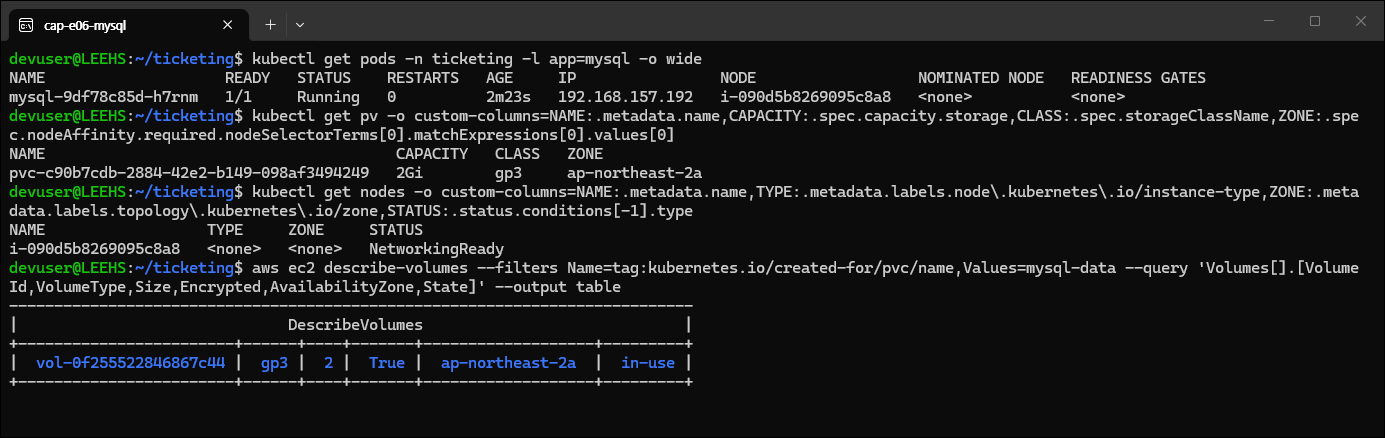 cap-e06-mysql
devuser@LEEHS:~/ticketing$ kubectl get pods -n ticketing -l app=mysql -o wide
NAME READY STATUS RESTARTS AGE IP NODE NOMINATED NODE READINESS GATES
mysql-9df78c85d-h7rnm 1/1 Running 0 2m23s 192.168.157.192 i-090d5b8269095c8a8 <none> <none>
devuser@LEEHS:~/ticketing$ kubectl get pv -o custom-columns=NAME:.metadata.name,CAPACITY:.spec.capacity.storage,CLASS:.spec.storageClassName,ZONE:.spe
c.nodeAffinity.required.nodeSelectorTerms[0].matchExpressions[0].values[0]
NAME CAPACITY CLASS ZONE
pvc-c90b7cdb-2884-42e2-b149-098af3494249 2Gi gp3 ap-northeast-2a
devuser@LEEHS:~/ticketing$ kubectl get nodes -o custom-columns=NAME:.metadata.name,TYPE:.metadata.labels.node\.kubernetes\.io/instance-type,ZONE:.meta
data.labels.topology\.kubernetes\.io/zone,STATUS:.status.conditions[-1].type
NAME TYPE ZONE STATUS
i-090d5b8269095c8a8 <none> <none> NetworkingReady
devuser@LEEHS:~/ticketing$ aws ec2 describe-volumes --filters Name=tag:kubernetes.io/created-for/pvc/name,Values=mysql-data --query 'Volumes[].[Volume
Id,VolumeType,Size,Encrypted,AvailabilityZone,State]' --output table
---------------------------------------------------------------------------
| DescribeVolumes |
+------------------------+------+----+-------+-------------------+---------+
| vol-0f255522846867c44 | gp3 | 2 | True | ap-northeast-2a | in-use |
+------------------------+------+----+-------+-------------------+---------+